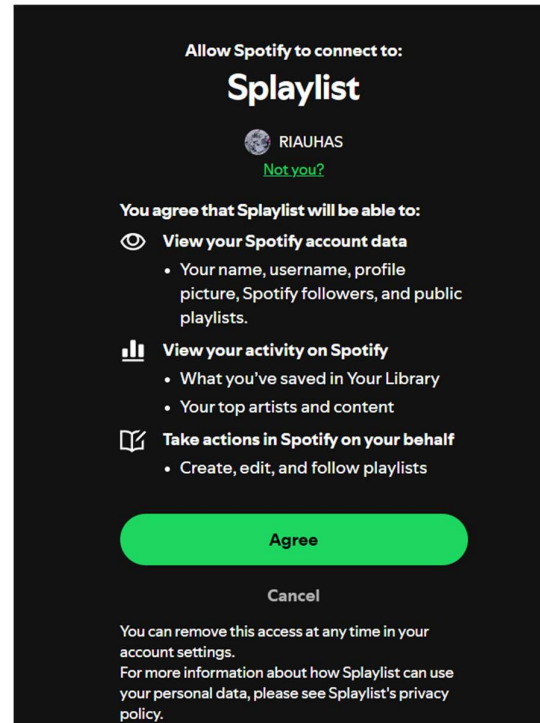 Allow Spotify to connect to:
Splaylist
RIAUHAS
Not you?
You agree that Splaylist will be able to:
View your Spotify account data
• Your name, username, profile
picture, Spotify followers, and public
playlists.
View your activity on Spotify
• What you've saved in Your Library
• Your top artists and content
Take actions in Spotify on your behalf
• Create, edit, and follow playlists
Agree
Cancel
You can remove this access at any time in your
account settings.
For more information about how Splaylist can use
your personal data, please see Splaylist's privacy
policy.